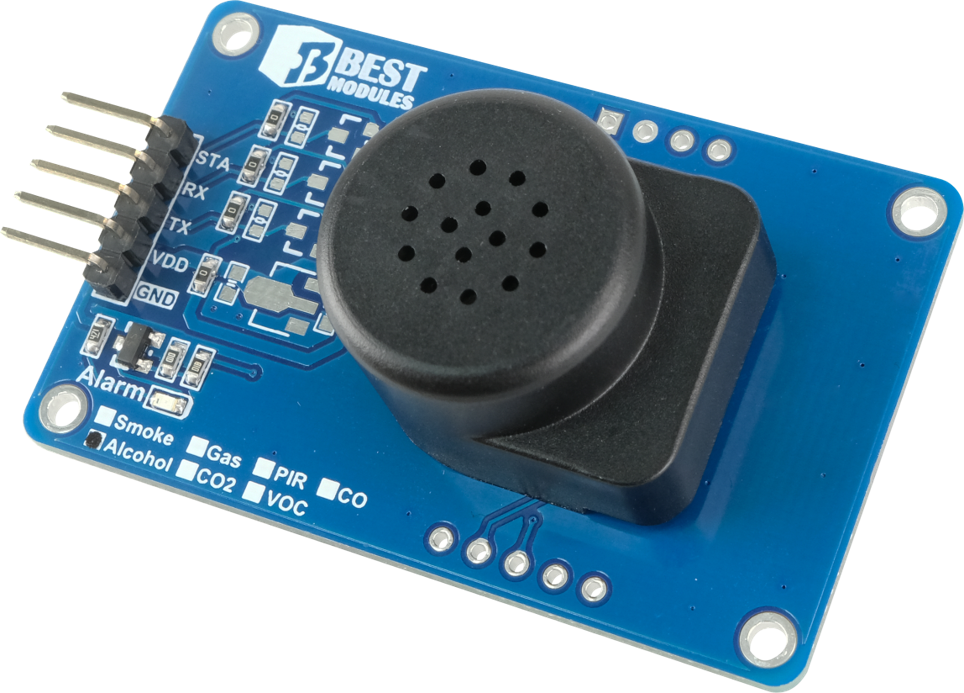 BEST
MODULES
STA
RX
TX
VDD
GND
Alarm
Smoke
Gas
PIR
CO
Alcohol
CO2
VOC